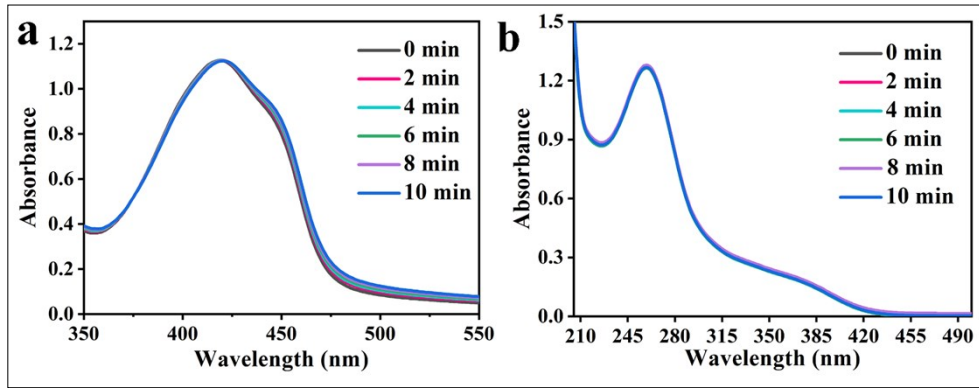 a
0 min
2 min
4 min
6 min
8 min
10 min
Absorbance
1.2
1.0
0.8
0.6
0.4
0.2
0.0
350 400 450 500 550
Wavelength (nm)
b
0 min
2 min
4 min
6 min
8 min
10 min
Absorbance
1.5
1.2
0.9
0.6
0.3
0.0
210 245 280 315 350 385 420 455 490
Wavelength (nm)